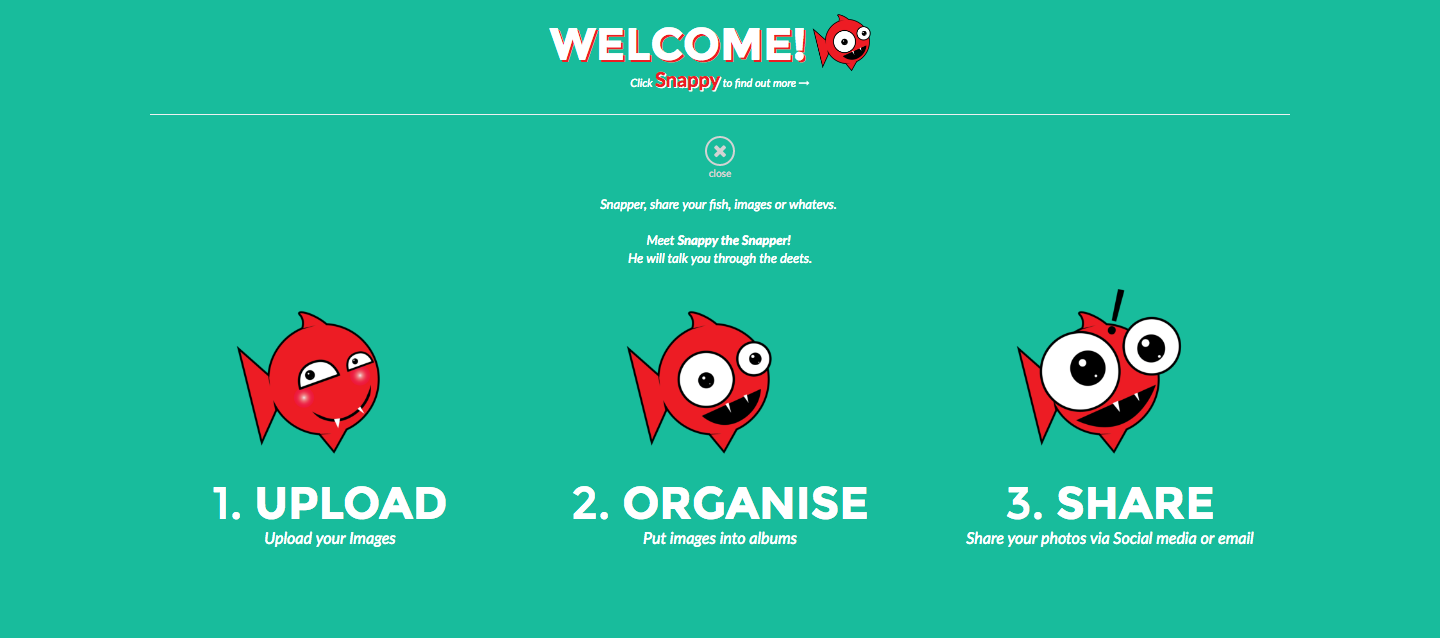 WELCOME!
Click Snappy to find out more →
close
Snapper, share your fish, images or whatevs.
Meet Snappy the Snapper!
He will talk you through the deets.
1. UPLOAD
Upload your Images
2. ORGANISE
Put images into albums
3. SHARE
Share your photos via Social media or email